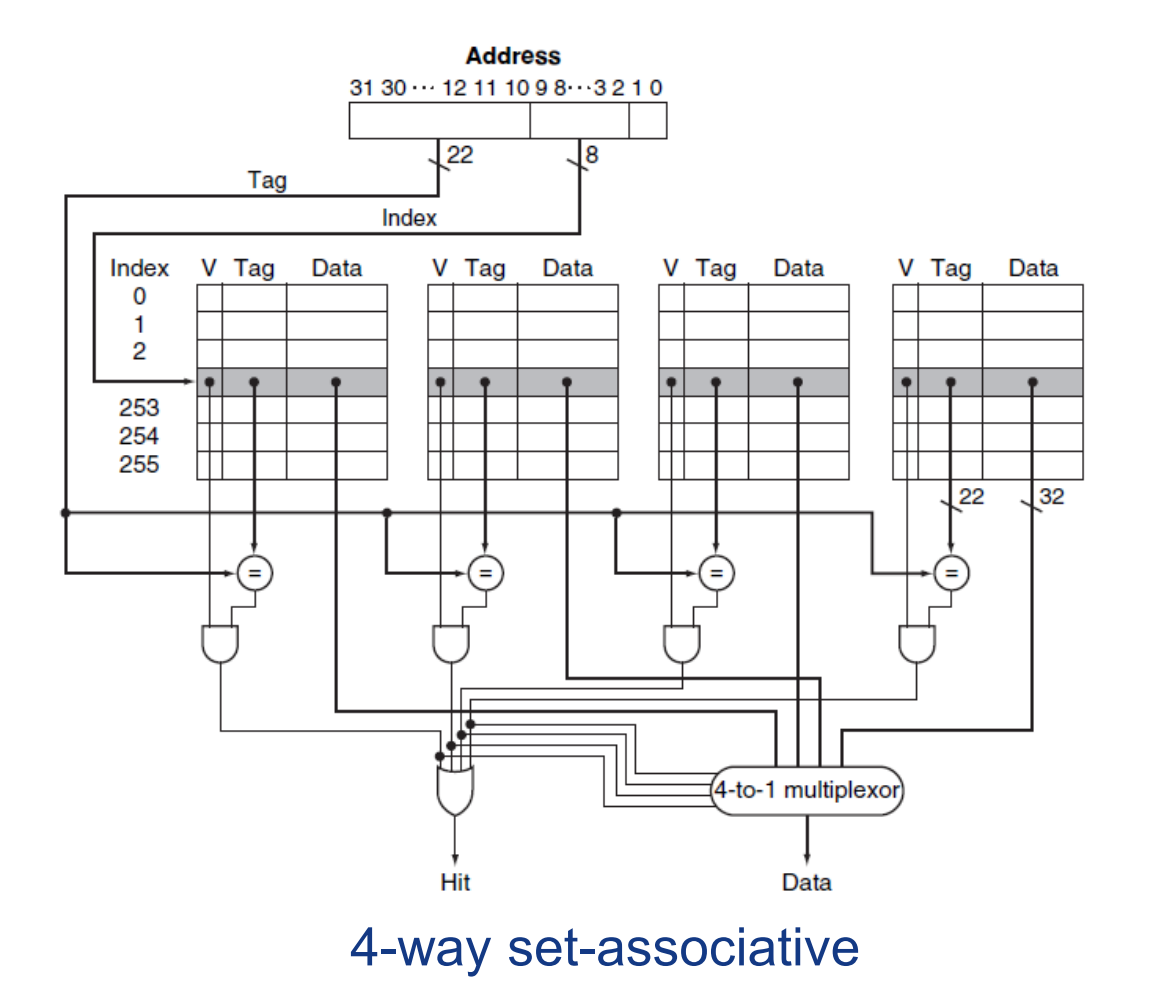 Address
31 30 ··· 12 11 10 9 8 ··· 3 2 1 0
22
8
Tag
Index
Index V Tag Data V Tag Data V Tag Data V Tag Data
0
1
2
253
254
255
22 32
= = = =
4-to-1 multiplexor
Hit Data
4-way set-associative